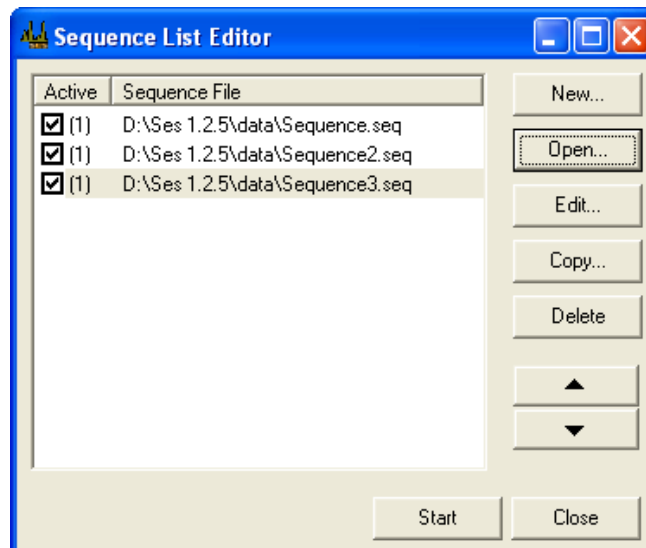 Sequence List Editor
Active Sequence File
(1) D:\Ses 1.2.5\data\Sequence.seq
(1) D:\Ses 1.2.5\data\Sequence2.seq
(1) D:\Ses 1.2.5\data\Sequence3.seq
New...
Open...
Edit...
Copy...
Delete
Start
Close